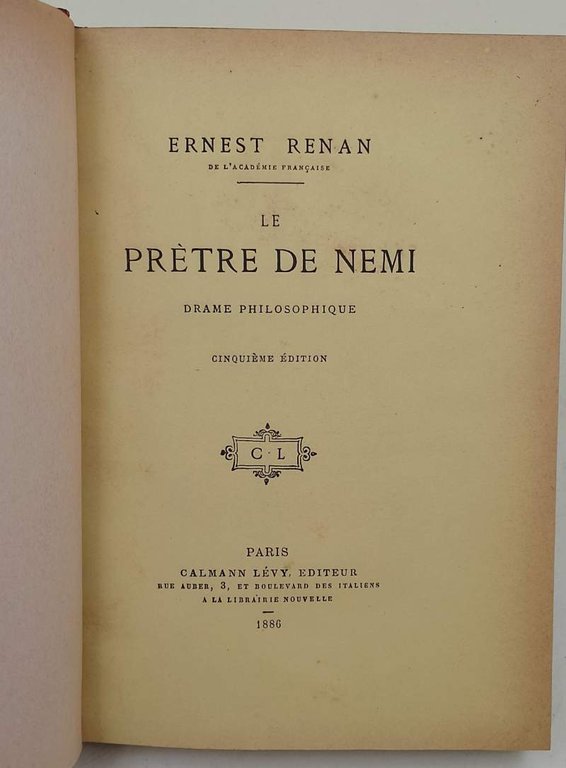 ERNEST RENAN
DE L'ACADÉMIE FRANÇAISE
LE
PRÈTRE DE NEMI
DRAME PHILOSOPHIQUE
CINQUIÈME ÉDITION
C · L
PARIS
CALMANN LÉVY, EDITEUR
RUE AUBER, 3, ET BOULEVARD DES ITALIENS
A LA LIBRAIRIE NOUVELLE
1886